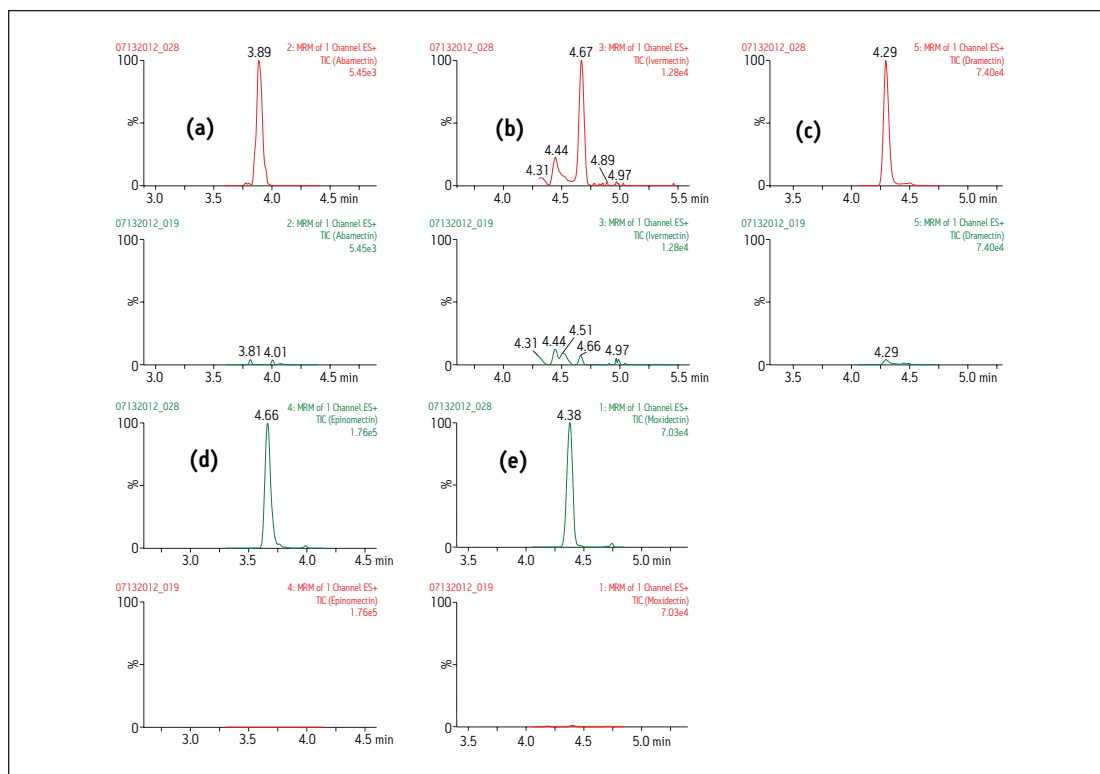 07132012_028
2: MRM of 1 Channel ES+
TIC (Abamectin)
5.45e3
100
%
0
3.89
(a)
3.0 3.5 4.0 4.5 min
07132012_028
3: MRM of 1 Channel ES+
TIC (Ivermectin)
1.28e4
100
%
0
4.67
(b)
4.31
4.44
4.89
4.97
4.0 4.5 5.0 5.5 min
07132012_028
5: MRM of 1 Channel ES+
TIC (Dramectin)
7.40e4
100
%
0
4.29
(c)
3.5 4.0 4.5 5.0 min
07132012_019
2: MRM of 1 Channel ES+
TIC (Abamectin)
5.45e3
100
%
0
3.81 4.01
3.0 3.5 4.0 4.5 min
07132012_019
3: MRM of 1 Channel ES+
TIC (Ivermectin)
1.28e4
100
%
0
4.31
4.44
4.51
4.66
4.97
4.0 4.5 5.0 5.5 min
07132012_019
5: MRM of 1 Channel ES+
TIC (Dramectin)
7.40e4
100
%
0
4.29
3.5 4.0 4.5 5.0 min
07132012_028
4: MRM of 1 Channel ES+
TIC (Epinomectin)
1.76e5
100
%
0
4.66
(d)
3.0 3.5 4.0 4.5 min
07132012_028
1: MRM of 1 Channel ES+
TIC (Moxidectin)
7.03e4
100
%
0
4.38
(e)
3.5 4.0 4.5 5.0 min
07132012_019
4: MRM of 1 Channel ES+
TIC (Epinomectin)
1.76e5
100
%
0
3.0 3.5 4.0 4.5 min
07132012_019
1: MRM of 1 Channel ES+
TIC (Moxidectin)
7.03e4
100
%
0
3.5 4.0 4.5 5.0 min